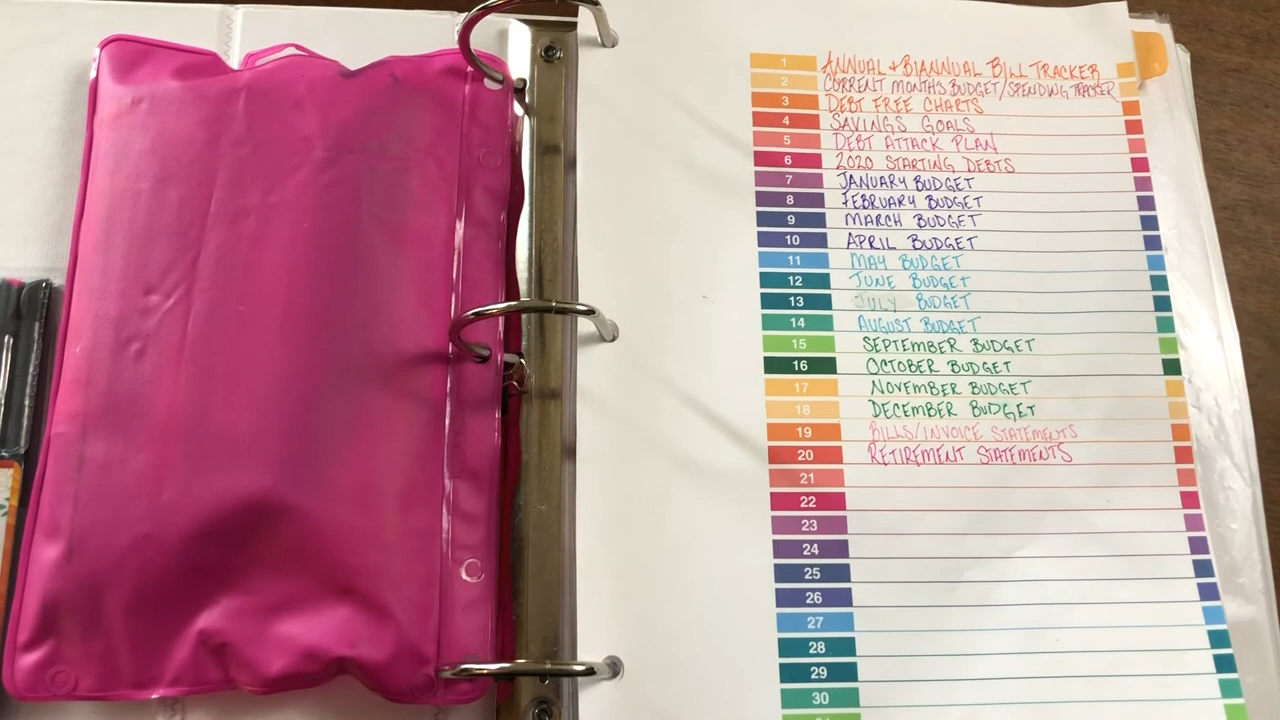 1 ANNUAL + BIANNUAL BILL TRACKER
2 CURRENT MONTHS BUDGET/SPENDING TRACKER
3 DEBT FREE CHARTS
4 SAVINGS GOALS
5 DEBT ATTACK PLAN
6 2020 STARTING DEBTS
7 JANUARY BUDGET
8 FEBRUARY BUDGET
9 MARCH BUDGET
10 APRIL BUDGET
11 MAY BUDGET
12 JUNE BUDGET
13 JULY BUDGET
14 AUGUST BUDGET
15 SEPTEMBER BUDGET
16 OCTOBER BUDGET
17 NOVEMBER BUDGET
18 DECEMBER BUDGET
19 BILLS/INVOICE STATEMENTS
20 RETIREMENT STATEMENTS
21
22
23
24
25
26
27
28
29
30